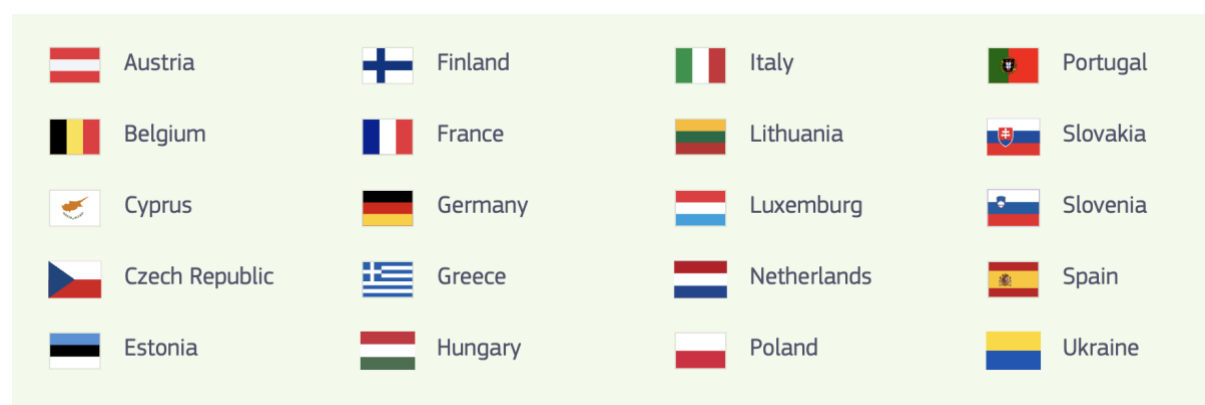 Austria
Belgium
Cyprus
Czech Republic
Estonia
Finland
France
Germany
Greece
Hungary
Italy
Lithuania
Luxemburg
Netherlands
Poland
Portugal
Slovakia
Slovenia
Spain
Ukraine